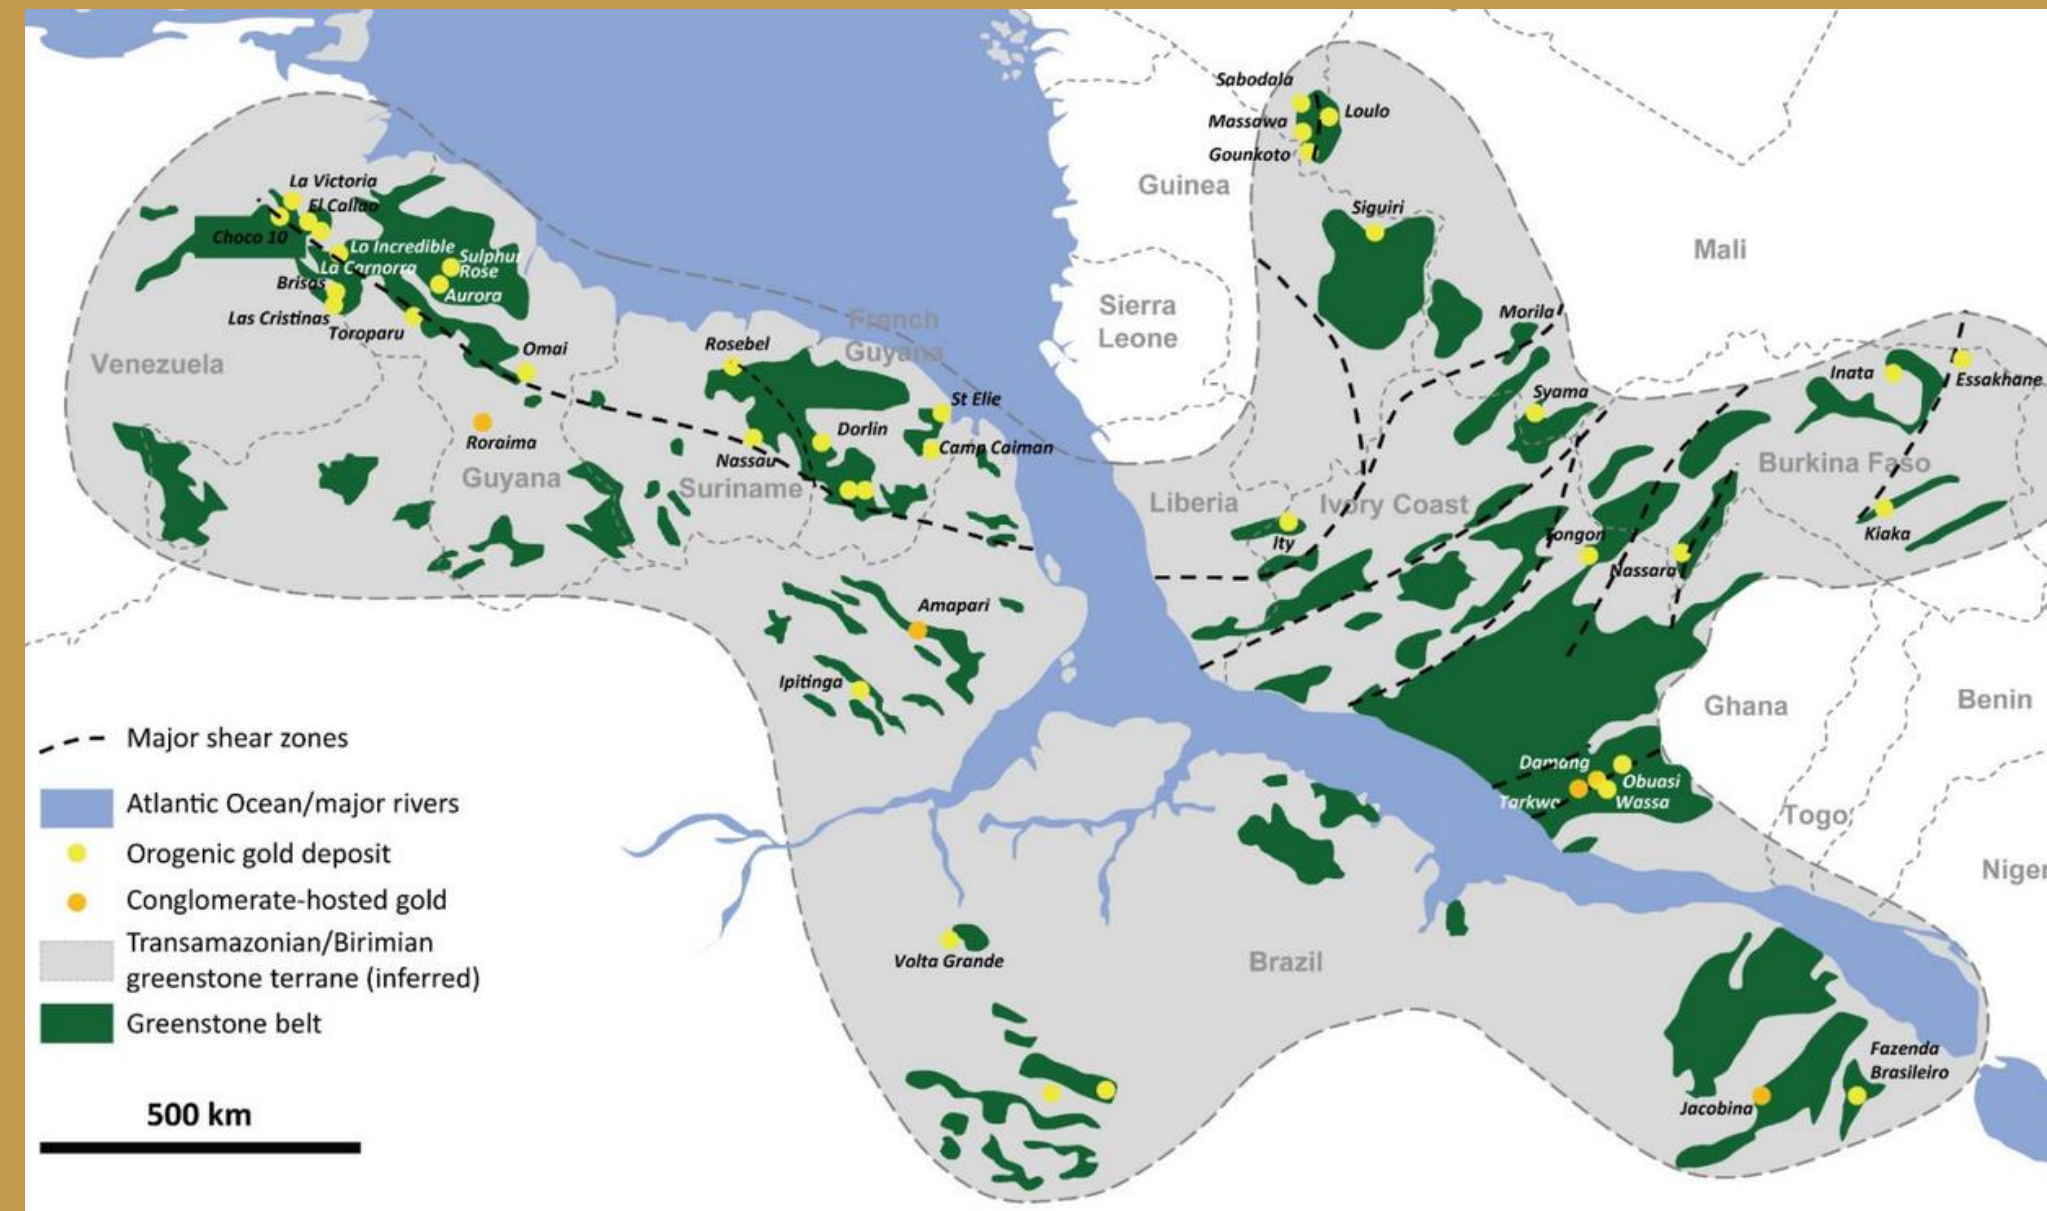 Sabodala
Massawa
Loulo
Gounkoto
Guinea
La Victoria
El Callao
Siguiri
Choco 10
Lo Incredible
Sulphur
Rose
La Carnorra
Mali
Brisas
Aurora
Sierra
Leone
Las Cristinas
Toroparu
French
Guyana
Morila
Rosebel
Omai
Venezuela
Inata
Essakhane
St Elie
Syama
Roraima
Dorlin
Camp Caiman
Nassau
Burkina Faso
Guyana
Suriname
Liberia
Ivory Coast
Ity
Tongon
Kiaka
Nassara
Amapari
Ipitinga
Ghana
Benin
Major shear zones
Damang
Obuasi
Tarkwa
Wassa
Togo
Atlantic Ocean/major rivers
Orogenic gold deposit
Niger
Conglomerate-hosted gold
Transamazonian/Birimian
greenstone terrane (inferred)
Volta Grande
Brazil
Greenstone belt
Fazenda
Brasileiro
500 km
Jacobina